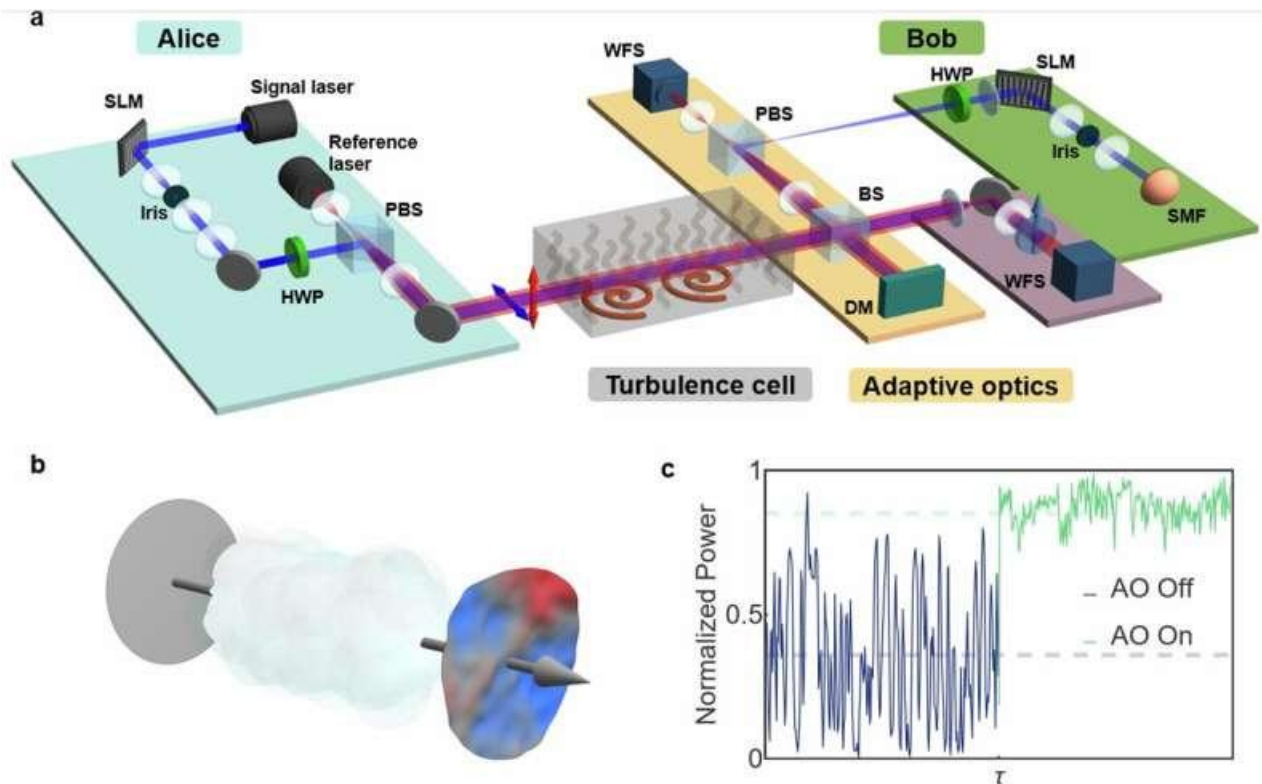 a
Alice
Signal laser
SLM
Reference
laser
Iris
PBS
HWP
Turbulence cell
WFS
PBS
BS
DM
Adaptive optics
Bob
HWP
SLM
Iris
SMF
WFS
b
c
Normalized Power
1
0.5
0
AO Off
AO On
τ